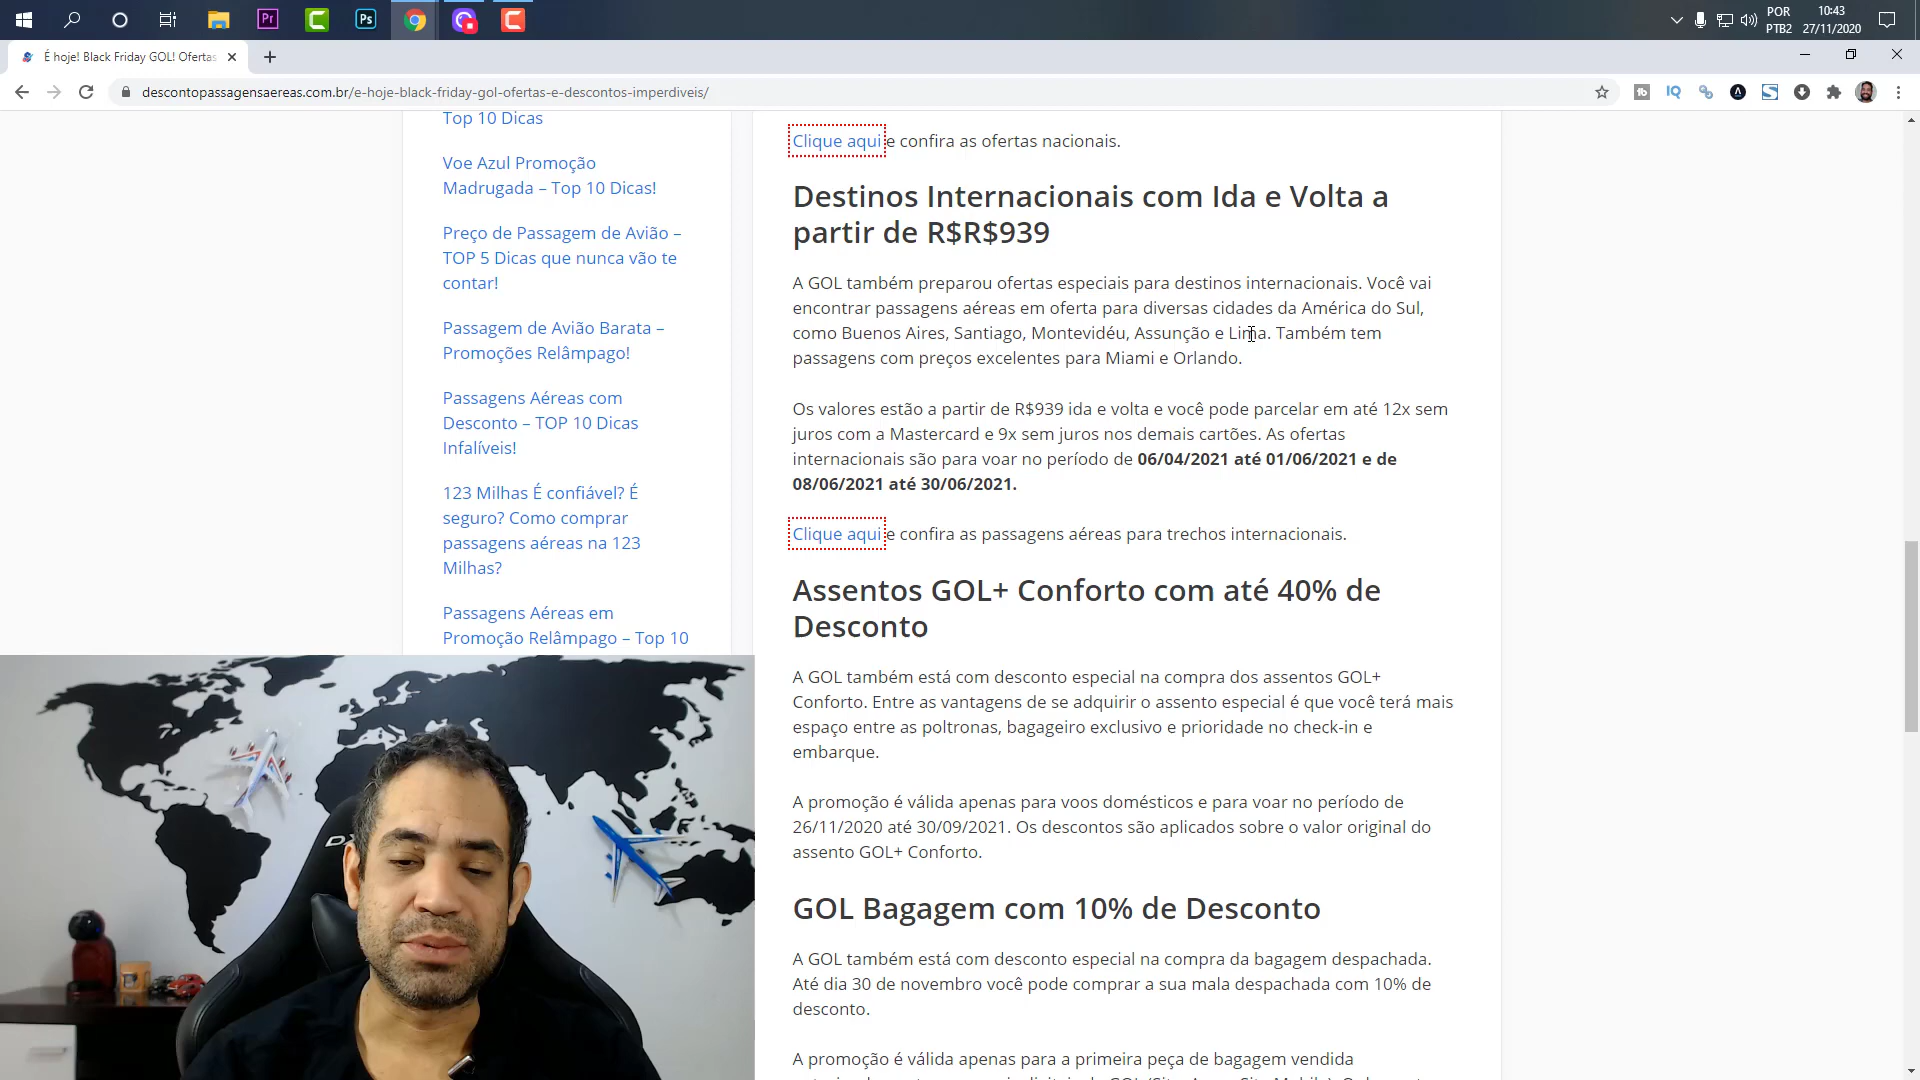 Pr
Ps
POR
PTB2
10:43
27/11/2020
É hoje! Black Friday GOL! Ofertas
descontopassagensaereas.com.br/e-hoje-black-friday-gol-ofertas-e-descontos-imperdiveis/
IQ
Top 10 Dicas
Voe Azul Promoção
Madrugada – Top 10 Dicas!
Preço de Passagem de Avião –
TOP 5 Dicas que nunca vão te
contar!
Passagem de Avião Barata –
Promoções Relâmpago!
Passagens Aéreas com
Desconto – TOP 10 Dicas
Infalíveis!
123 Milhas É confiável? É
seguro? Como comprar
passagens aéreas na 123
Milhas?
Passagens Aéreas em
Promoção Relâmpago – Top 10
Clique aqui e confira as ofertas nacionais.
Destinos Internacionais com Ida e Volta a
partir de R$R$939
A GOL também preparou ofertas especiais para destinos internacionais. Você vai
encontrar passagens aéreas em oferta para diversas cidades da América do Sul,
como Buenos Aires, Santiago, Montevidéu, Assunção e Lima. Também tem
passagens com preços excelentes para Miami e Orlando.
Os valores estão a partir de R$939 ida e volta e você pode parcelar em até 12x sem
juros com a Mastercard e 9x sem juros nos demais cartões. As ofertas
internacionais são para voar no período de 06/04/2021 até 01/06/2021 e de
08/06/2021 até 30/06/2021.
Clique aqui e confira as passagens aéreas para trechos internacionais.
Assentos GOL+ Conforto com até 40% de
Desconto
A GOL também está com desconto especial na compra dos assentos GOL+
Conforto. Entre as vantagens de se adquirir o assento especial é que você terá mais
espaço entre as poltronas, bagageiro exclusivo e prioridade no check-in e
embarque.
A promoção é válida apenas para voos domésticos e para voar no período de
26/11/2020 até 30/09/2021. Os descontos são aplicados sobre o valor original do
assento GOL+ Conforto.
GOL Bagagem com 10% de Desconto
A GOL também está com desconto especial na compra da bagagem despachada.
Até dia 30 de novembro você pode comprar a sua mala despachada com 10% de
desconto.
A promoção é válida apenas para a primeira peça de bagagem vendida